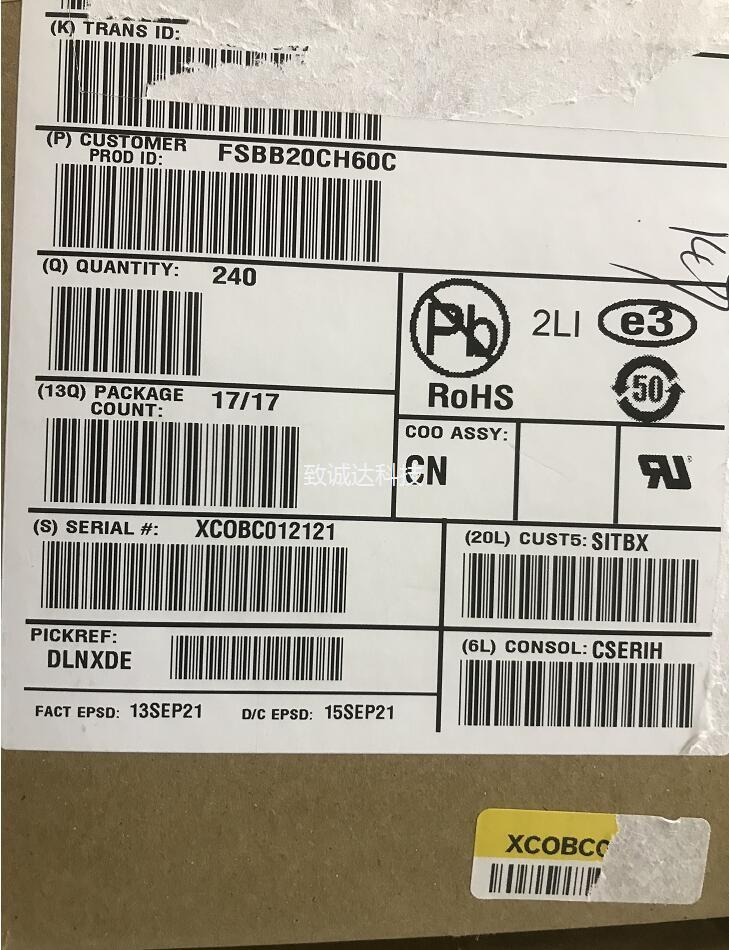 (K) TRANS ID:
(P) CUSTOMER
PROD ID: FSBB20CH60C
(Q) QUANTITY: 240
Pb 2LI e3
RoHS 50
(13Q) PACKAGE
COUNT: 17/17
COO ASSY:
CN
致诚达科技
(S) SERIAL #: XCOBC012121
(20L) CUST5: SITBX
PICKREF:
DLNXDE
(6L) CONSOL: CSERIH
FACT EPSD: 13SEP21 D/C EPSD: 15SEP21